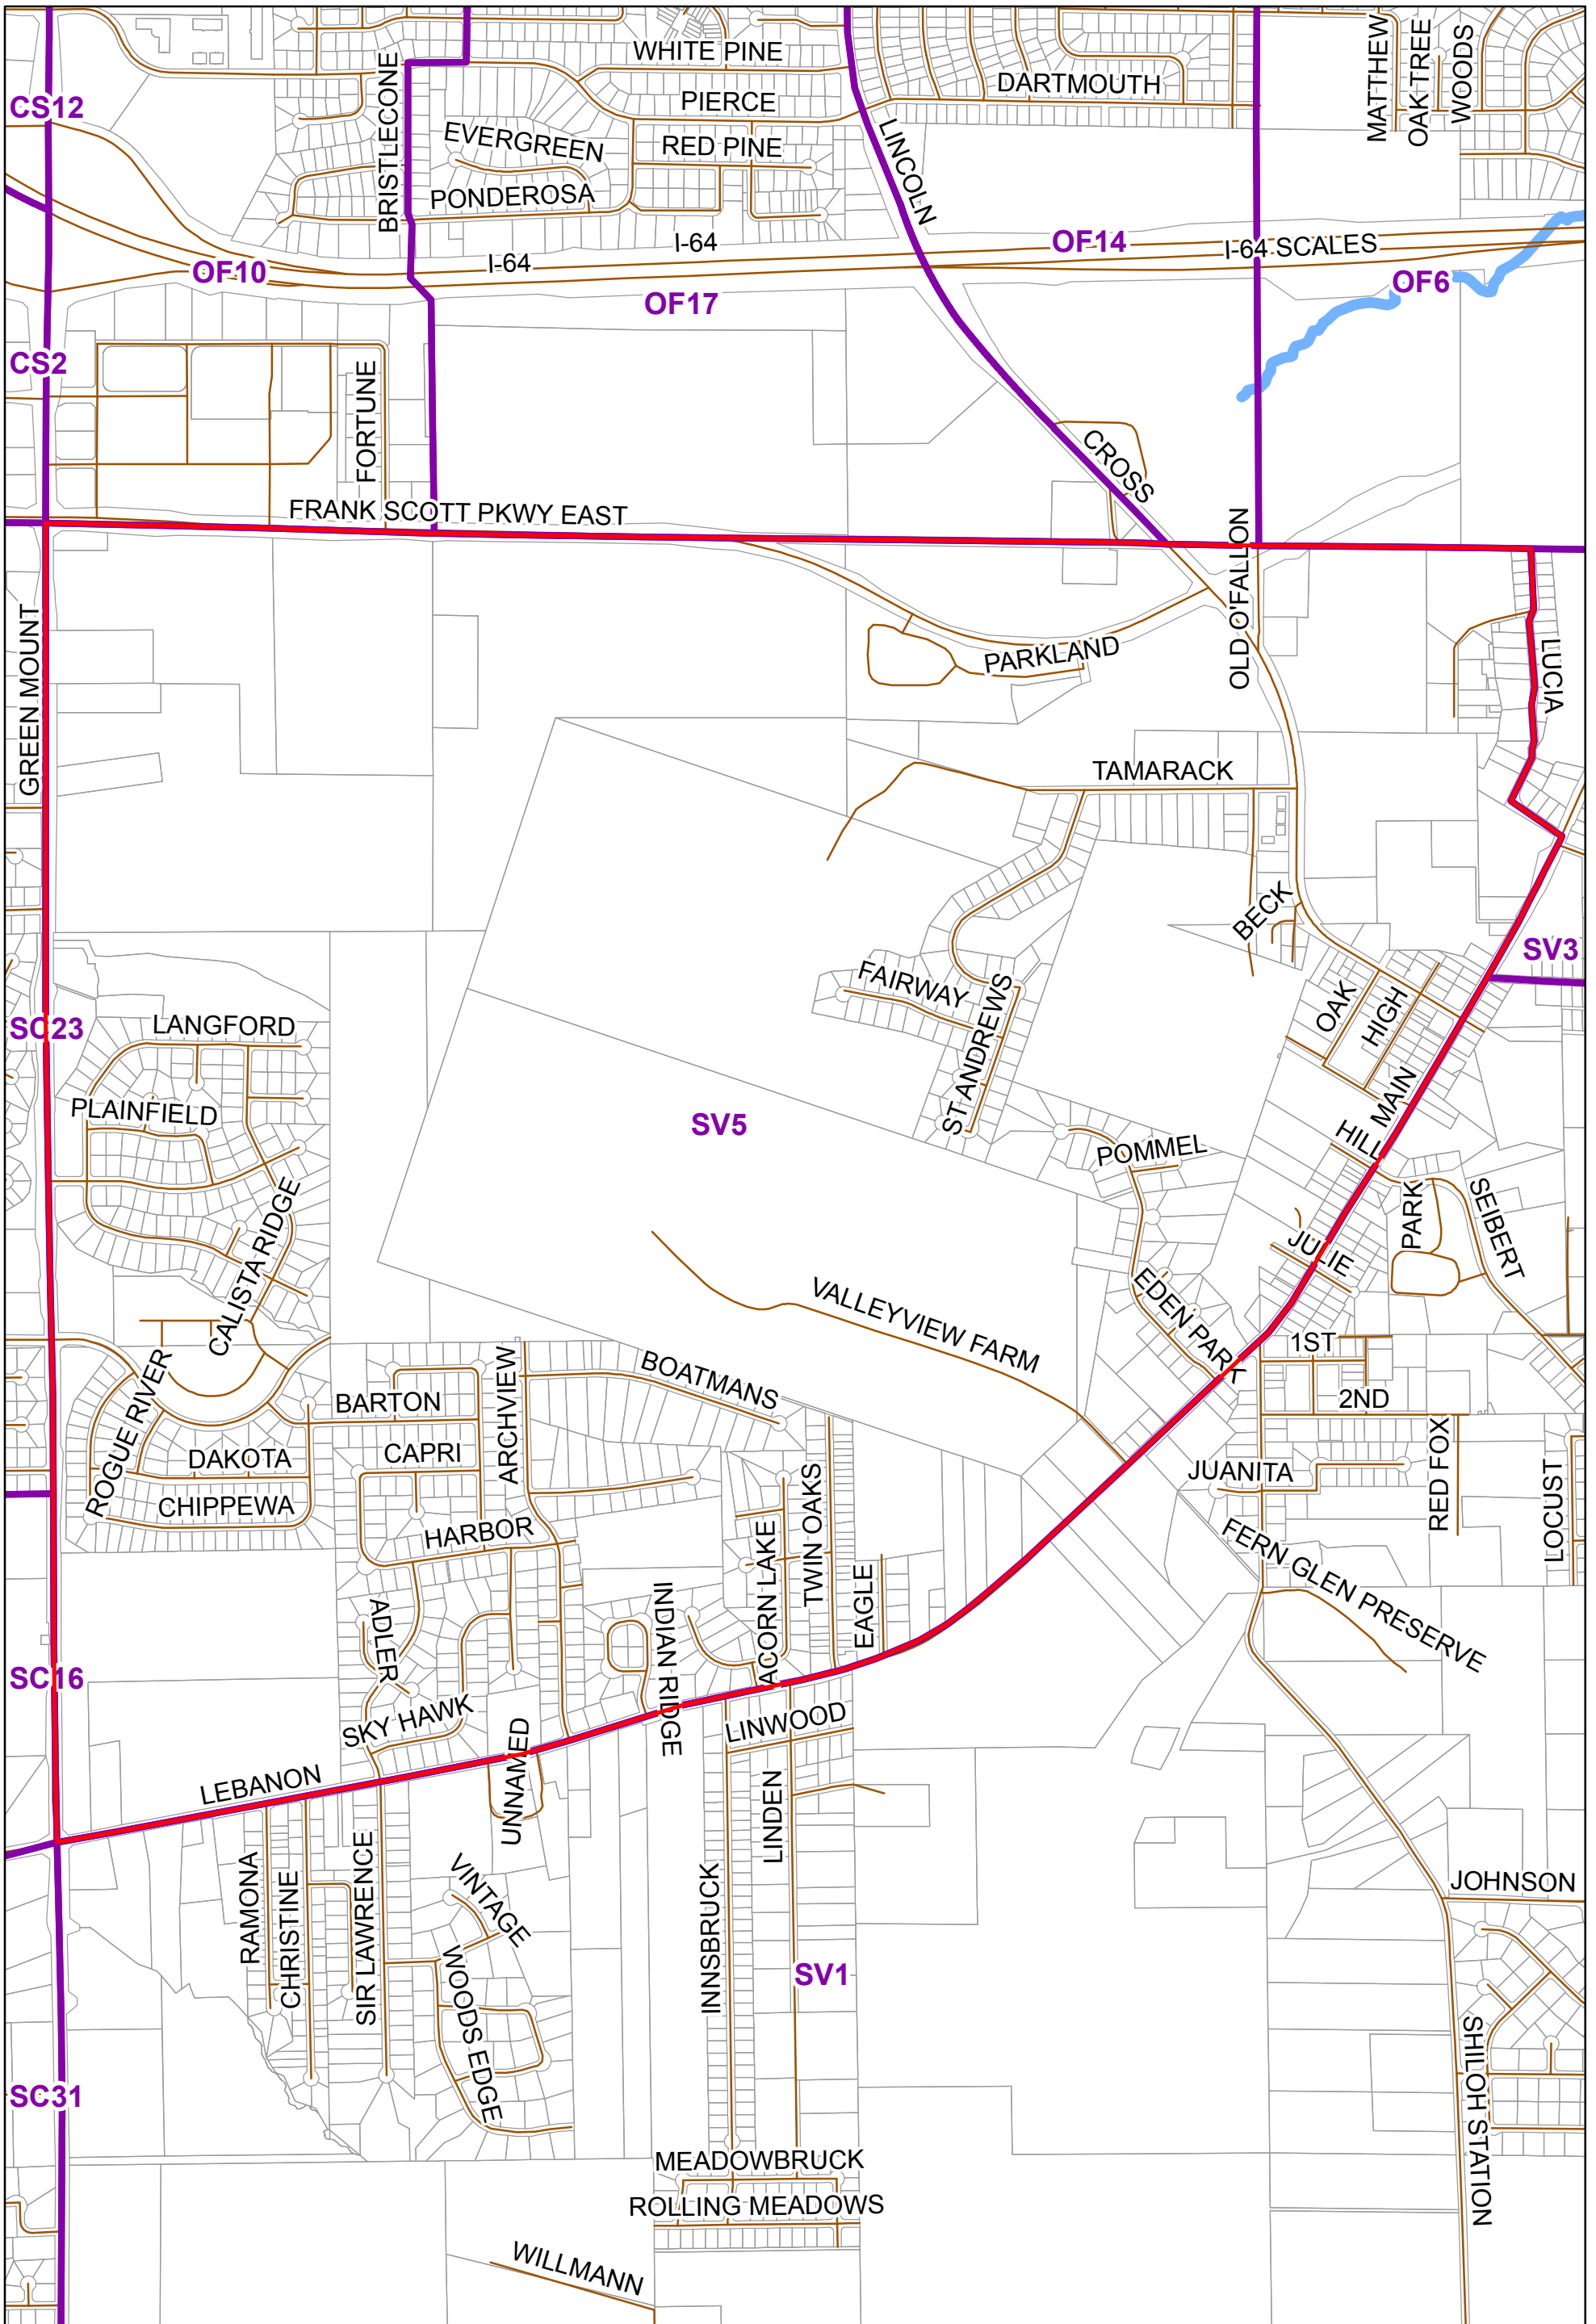 WHITE PINE
MATTHEW
OAK TREE
WOODS
CS12
BRISTLECONE
PIERCE
DARTMOUTH
EVERGREEN
RED PINE
LINCOLN
PONDEROSA
I-64
OF14
I-64 SCALES
I-64
OF10
OF17
OF6
CS2
FORTUNE
CROSS
FRANK SCOTT PKWY EAST
OLD O'FALLON
GREEN MOUNT
PARKLAND
LUCIA
TAMARACK
BECK
SV3
FAIRWAY
ST ANDREWS
OAK
HIGH
SC23
LANGFORD
PLAINFIELD
SV5
MAIN
HILL
POMMEL
PARK
SEIBERT
CALISTA RIDGE
JULIE
EDEN PARK
VALLEYVIEW FARM
1ST
BOATMANS
ARCHVIEW
BARTON
2ND
ROGUE RIVER
DAKOTA
CAPRI
JUANITA
RED FOX
LOCUST
CHIPPEWA
HARBOR
TWIN OAKS
ACORN LAKE
EAGLE
FERN GLEN PRESERVE
ADLER
INDIAN RIDGE
SC16
SKY HAWK
LINWOOD
UNNAMED
LEBANON
LINDEN
RAMONA
CHRISTINE
SIR LAWRENCE
VINTAGE
INNSBRUCK
JOHNSON
WOODS EDGE
SV1
SC31
SHILOH STATION
MEADOWBRUCK
ROLLING MEADOWS
WILLMANN